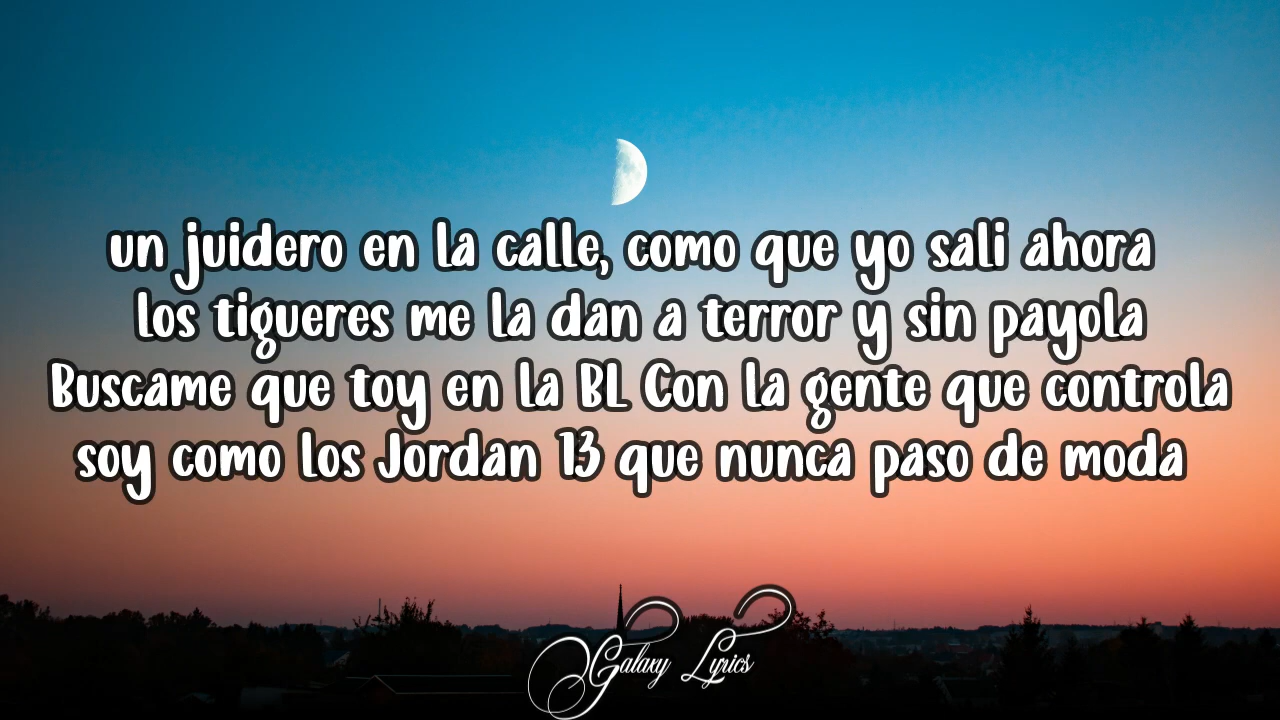 un juidero en la calle, como que yo sali ahora
los tigueres me la dan a terror y sin payola
Buscame que toy en la BL Con la gente que controla
soy como los Jordan 13 que nunca paso de moda
Galaxy Lyrics